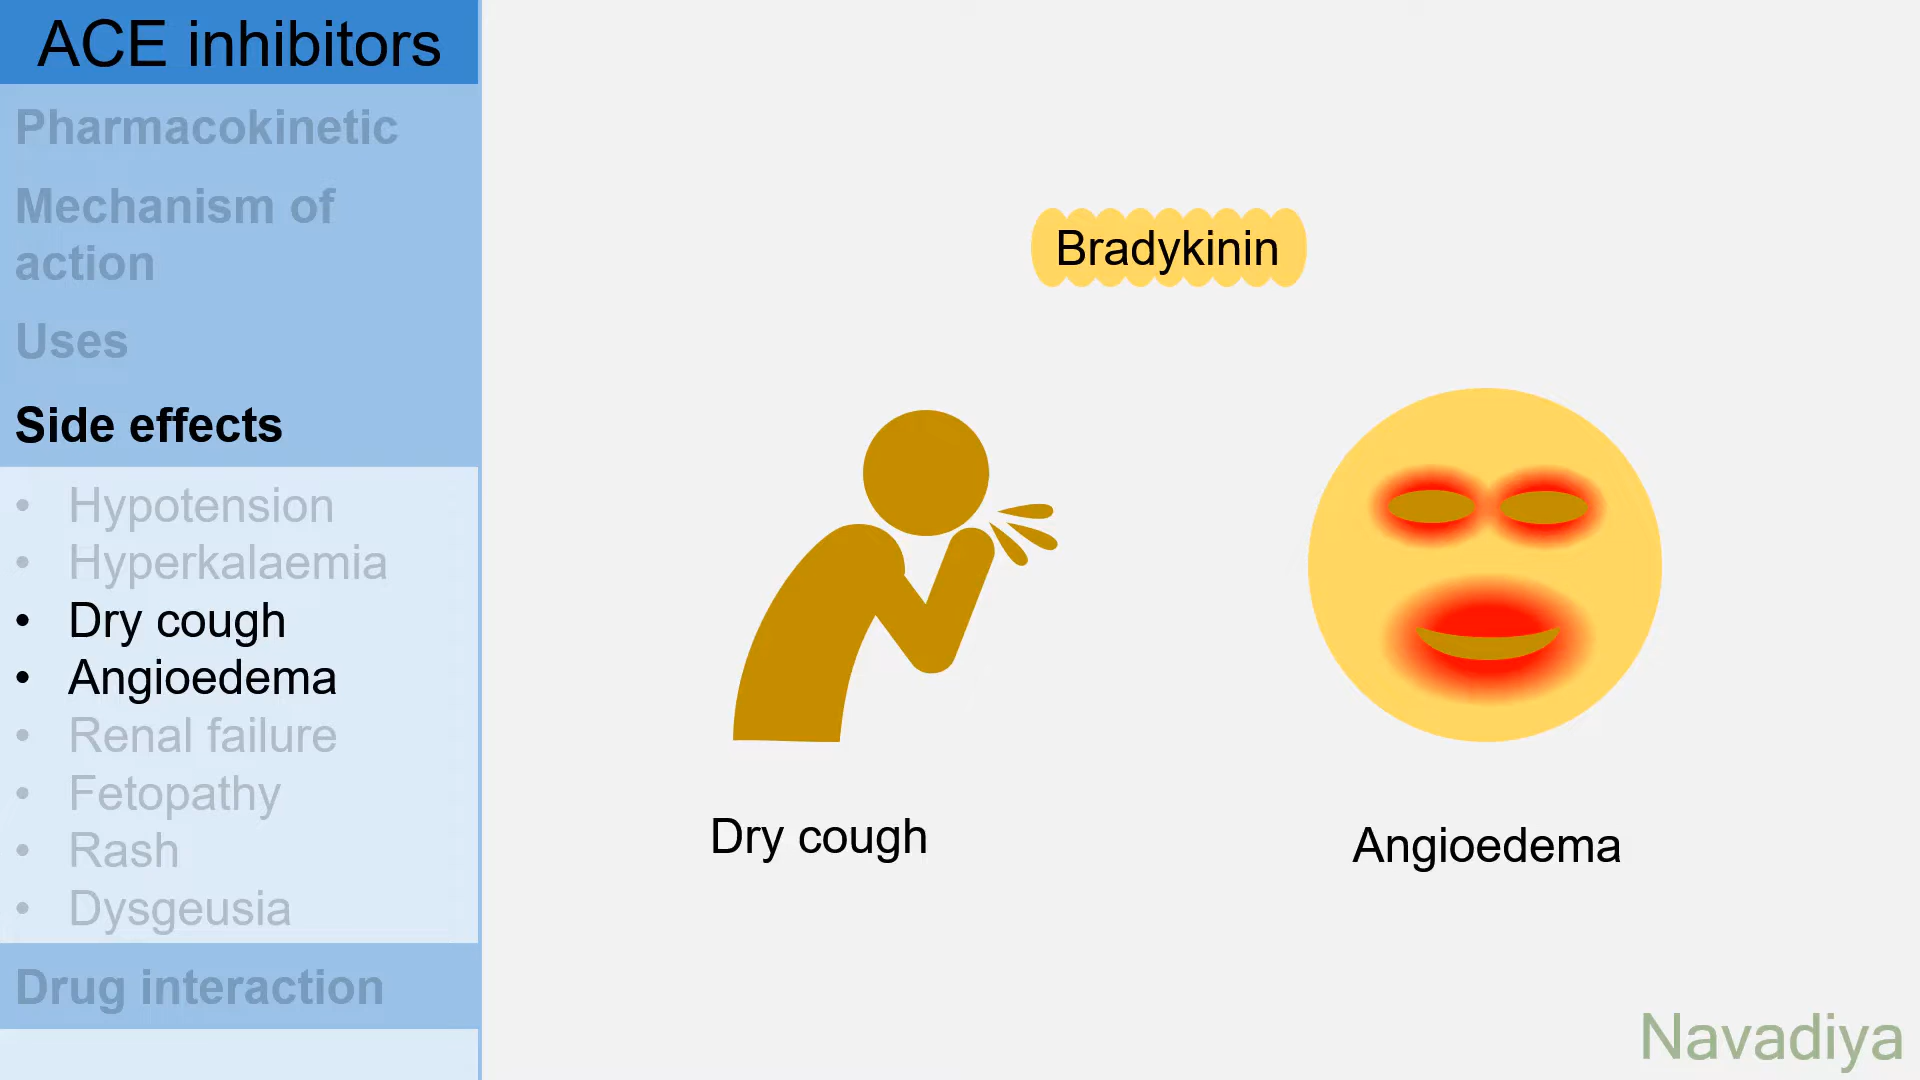 ACE inhibitors
Pharmacokinetic
Mechanism of
action
Uses
Side effects
• Hypotension
• Hyperkalaemia
• Dry cough
• Angioedema
• Renal failure
• Fetopathy
• Rash
• Dysgeusia
Drug interaction
Bradykinin
Dry cough
Angioedema
Navadiya